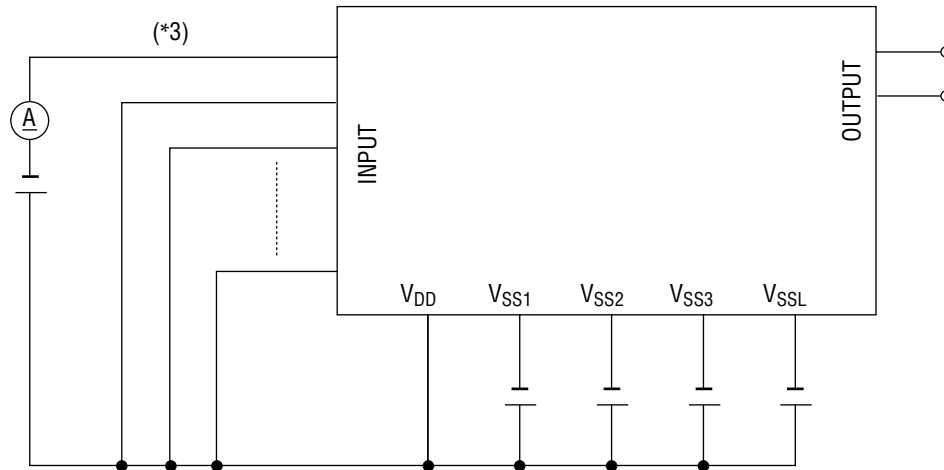 (*3)
A
INPUT
OUTPUT
VDD VSS1 VSS2 VSS3 VSSL